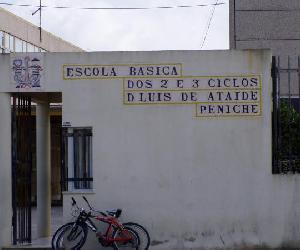 ESCOLA BASICA
DOS 2 E 3 CICLOS
D LUIS DE ATAIDE
PENICHE